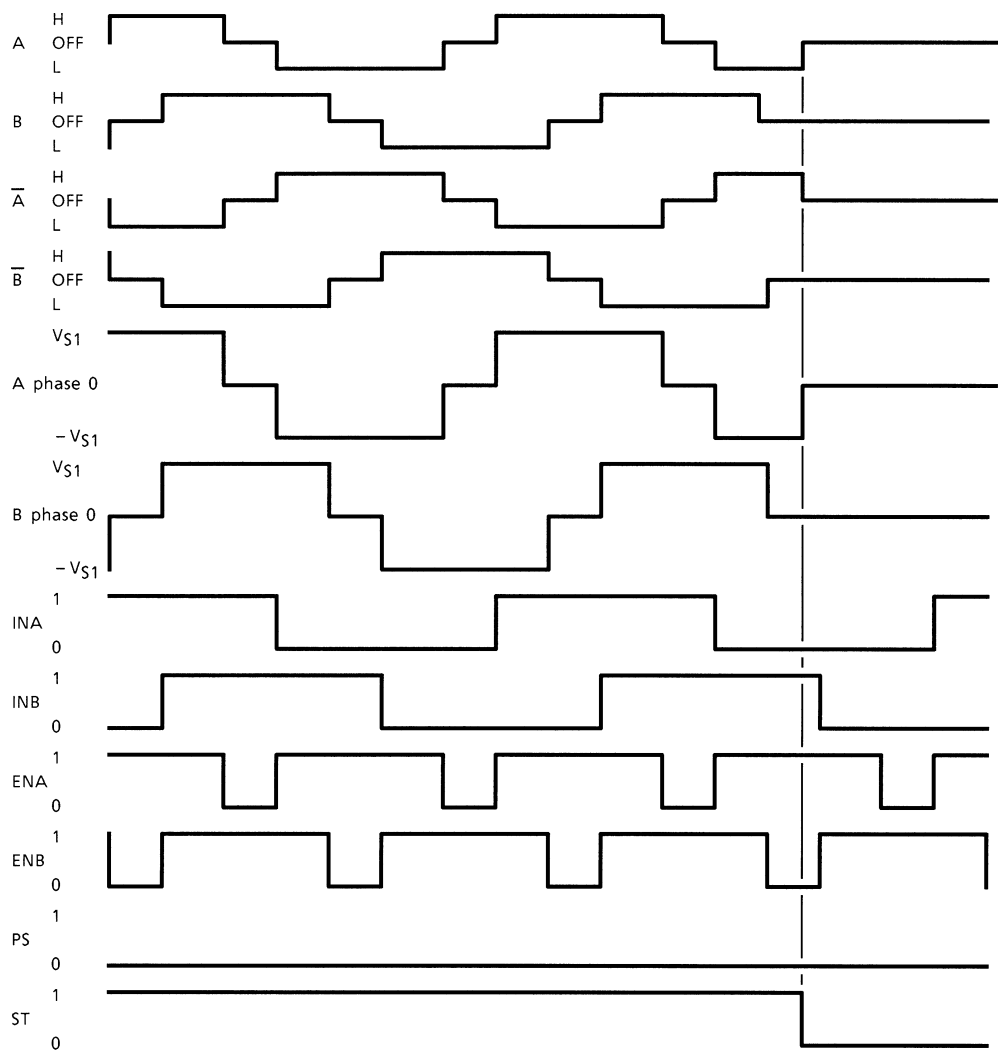 H
A OFF
L
H
B OFF
L
H
A̅ OFF
L
H
B̅ OFF
L
VS1
A phase 0
– VS1
VS1
B phase 0
– VS1
1
INA
0
1
INB
0
1
ENA
0
1
ENB
0
1
PS
0
1
ST
0